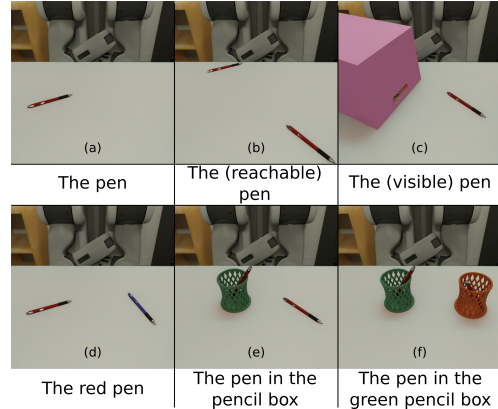 (a)
(b)
(c)
The pen
The (reachable)
pen
The (visible) pen
(d)
(e)
(f)
The red pen
The pen in the
pencil box
The pen in the
green pencil box